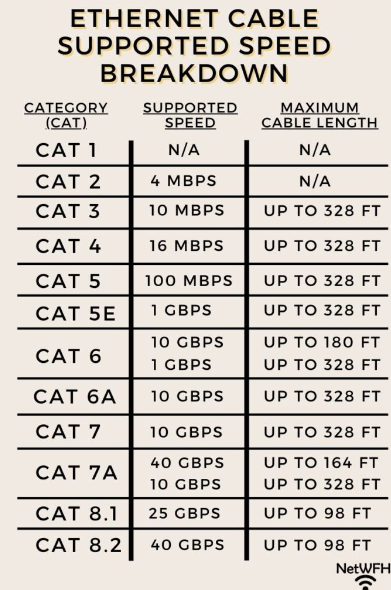 ETHERNET CABLE
SUPPORTED SPEED
BREAKDOWN
CATEGORY (CAT) SUPPORTED SPEED MAXIMUM CABLE LENGTH
CAT 1 N/A N/A
CAT 2 4 MBPS N/A
CAT 3 10 MBPS UP TO 328 FT
CAT 4 16 MBPS UP TO 328 FT
CAT 5 100 MBPS UP TO 328 FT
CAT 5E 1 GBPS UP TO 328 FT
CAT 6
10 GBPS UP TO 180 FT
1 GBPS UP TO 328 FT
CAT 6A 10 GBPS UP TO 328 FT
CAT 7 10 GBPS UP TO 328 FT
CAT 7A
40 GBPS UP TO 164 FT
10 GBPS UP TO 328 FT
CAT 8.1 25 GBPS UP TO 98 FT
CAT 8.2 40 GBPS UP TO 98 FT
NetWFH